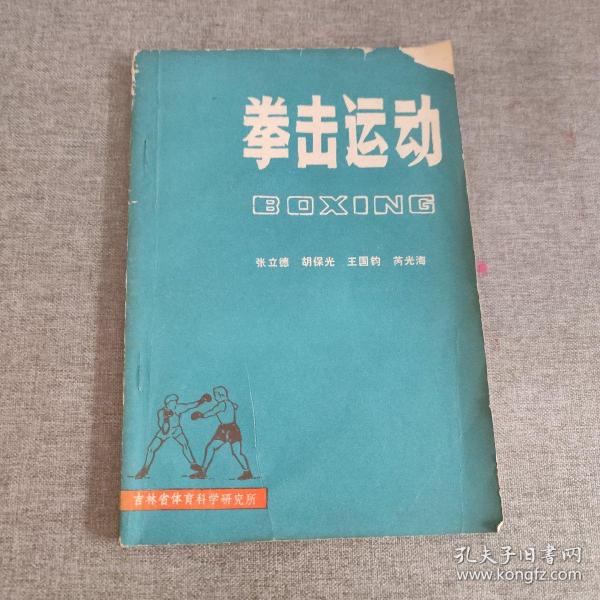 拳击运动
BOXING
张立德 胡保光 王国钧 芮光海
吉林省体育科学研究所
孔夫子旧书网
www.kongfz.com